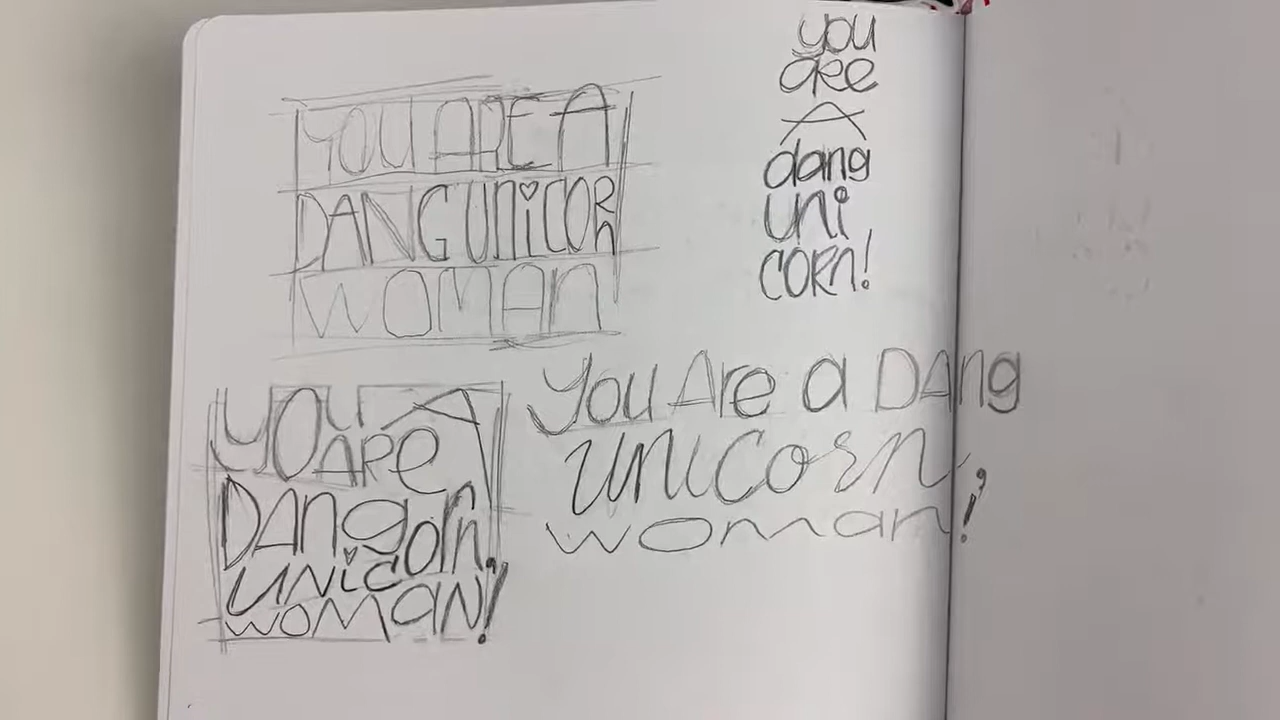 YOU ARE A
DANG UNiCORn
WOMAn
you
are
A
dang
uni
CORn!
YOU A
ARe
DAng
UNiCorn,
WOMAN!
You Are a DAng
UNICORn,
woman!